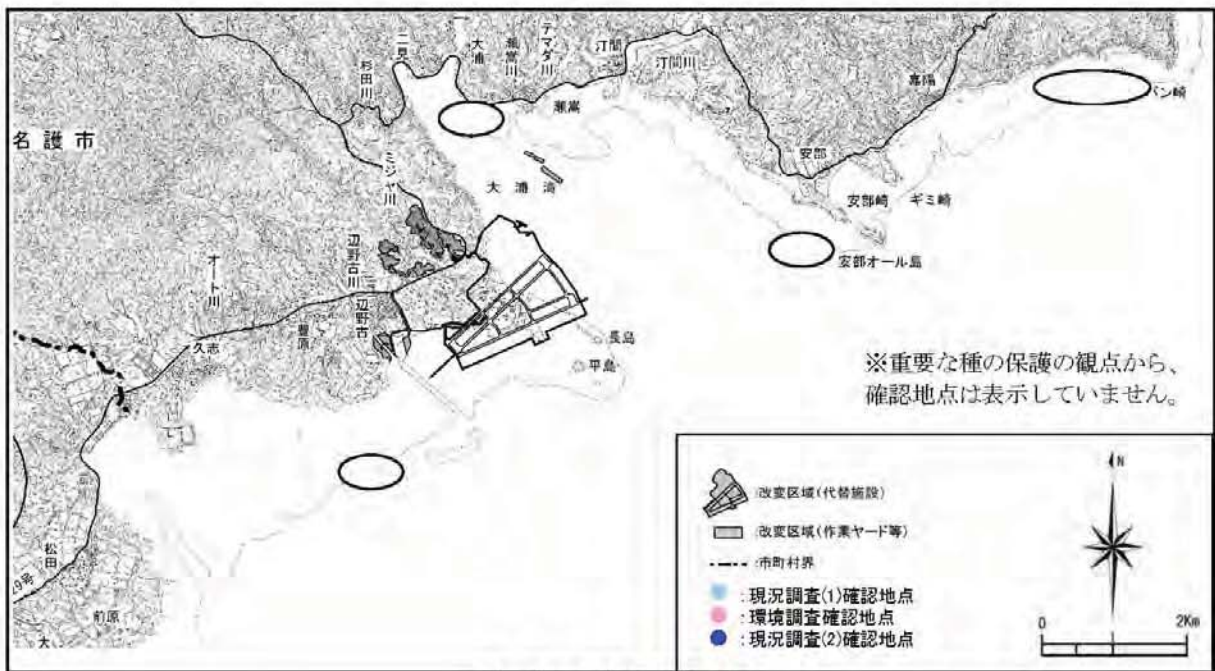 名護市
杉田川
二見
大浦
瀬嵩川
テマダ川
汀間
汀間川
瀬嵩
嘉陽
バン崎
ミジャ川
大浦湾
安部
安部崎
ギミ崎
安部オール島
辺野古川
辺野古
オート川
豊原
久志
長島
平島
松田
29号
前原
大
※重要な種の保護の観点から、
確認地点は表示していません。
:改変区域(代替施設)
:改変区域(作業ヤード等)
:市町村界
:現況調査(1)確認地点
:環境調査確認地点
:現況調査(2)確認地点
N
0 2Km